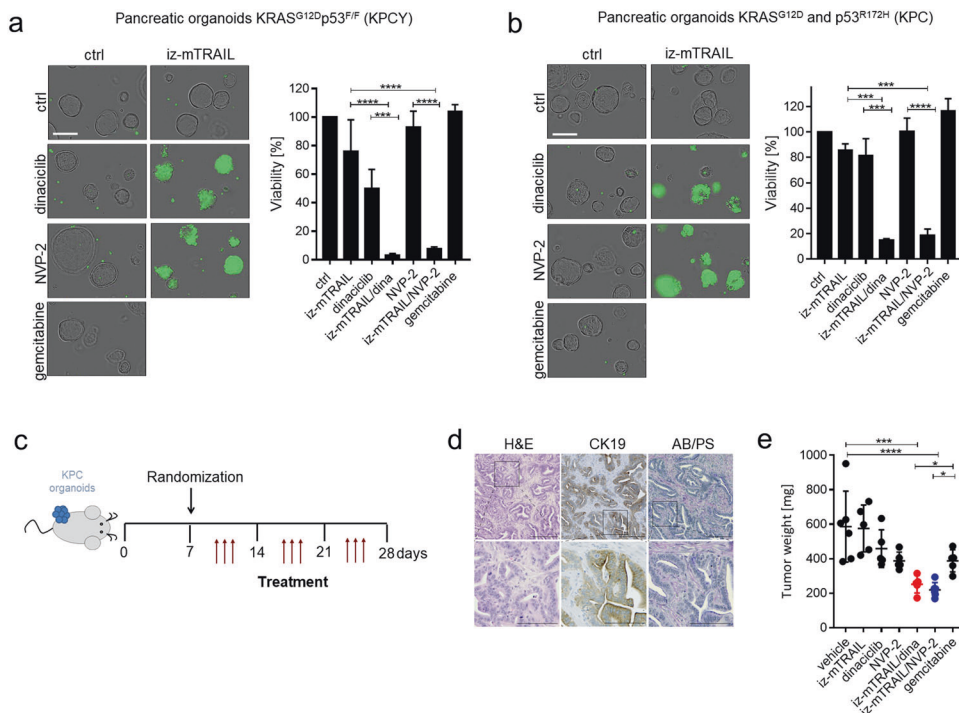 a
Pancreatic organoids KRASG12Dp53F/F (KPCY)
ctrl
iz-mTRAIL
ctrl
dinaciclib
NVP-2
gemcitabine
Viability [%]
120
100
80
60
40
20
0
****
****
****
***
ctrl
iz-mTRAIL
dinaciclib
iz-mTRAIL/dina
NVP-2
iz-mTRAIL/NVP-2
gemcitabine
b
Pancreatic organoids KRASG12D and p53R172H (KPC)
ctrl
iz-mTRAIL
ctrl
dinaciclib
NVP-2
gemcitabine
Viability [%]
120
100
80
60
40
20
0
***
***
****
***
ctrl
iz-mTRAIL
dinaciclib
iz-mTRAIL/dina
NVP-2
iz-mTRAIL/NVP-2
gemcitabine
c
KPC
organoids
Randomization
0
7
14
21
28 days
Treatment
d
H&E
CK19
AB/PS
e
Tumor weight [mg]
1000
800
600
400
200
0
***
****
*
*
vehicle
iz-mTRAIL
dinaciclib
NVP-2
iz-mTRAIL/dina
iz-mTRAIL/NVP-2
gemcitabine